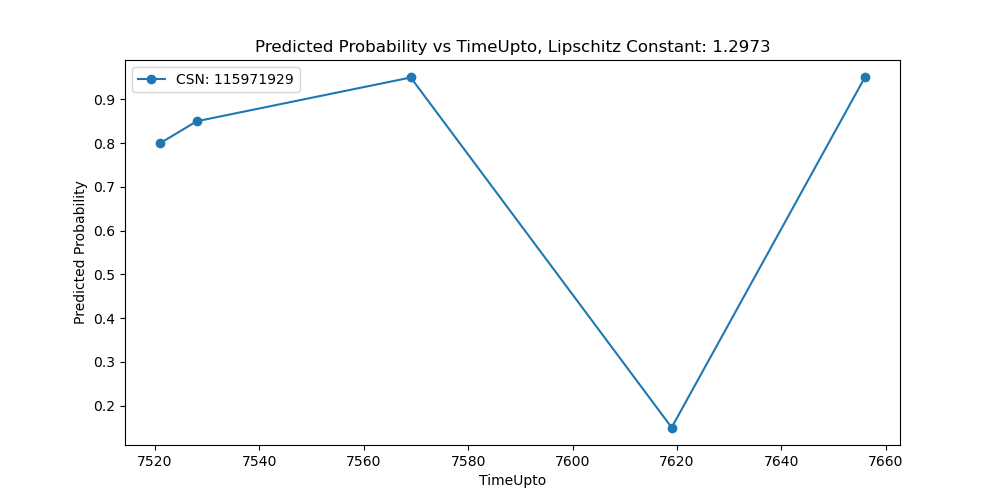 Predicted Probability vs TimeUpto, Lipschitz Constant: 1.2973
CSN: 115971929
Predicted Probability
0.9
0.8
0.7
0.6
0.5
0.4
0.3
0.2
7520 7540 7560 7580 7600 7620 7640 7660
TimeUpto